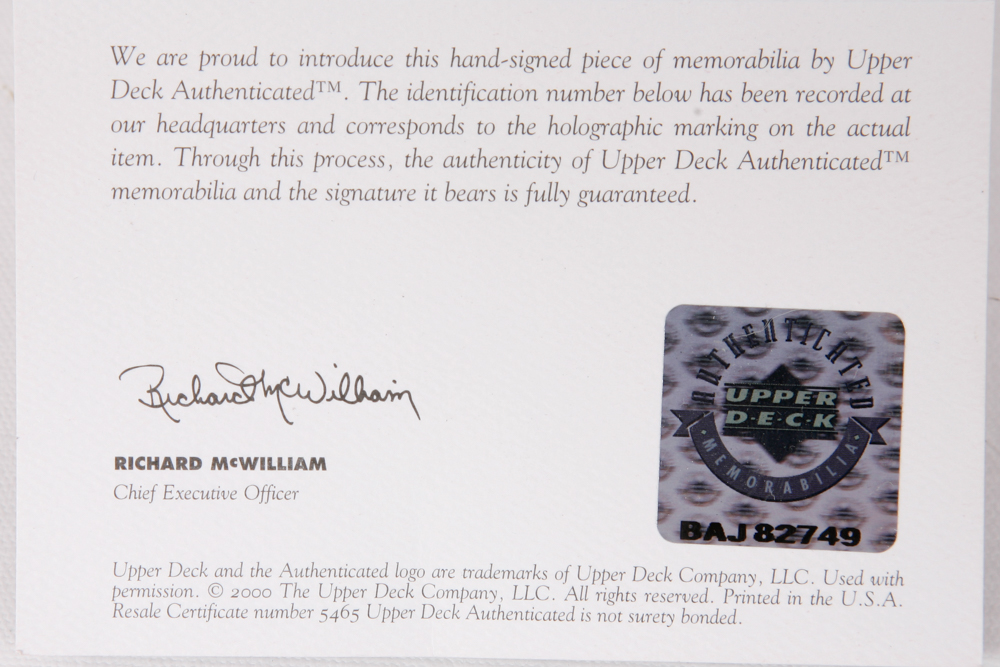 We are proud to introduce this hand-signed piece of memorabilia by Upper
Deck Authenticated™. The identification number below has been recorded at
our headquarters and corresponds to the holographic marking on the actual
item. Through this process, the authenticity of Upper Deck Authenticated™
memorabilia and the signature it bears is fully guaranteed.
Richard McWilliam
RICHARD McWILLIAM
Chief Executive Officer
AUTHENTICATED
UPPER
D·E·C·K
·MEMORABILIA·
BAJ82749
Upper Deck and the Authenticated logo are trademarks of Upper Deck Company, LLC. Used with
permission. © 2000 The Upper Deck Company, LLC. All rights reserved. Printed in the U.S.A.
Resale Certificate number 5465 Upper Deck Authenticated is not surety bonded.